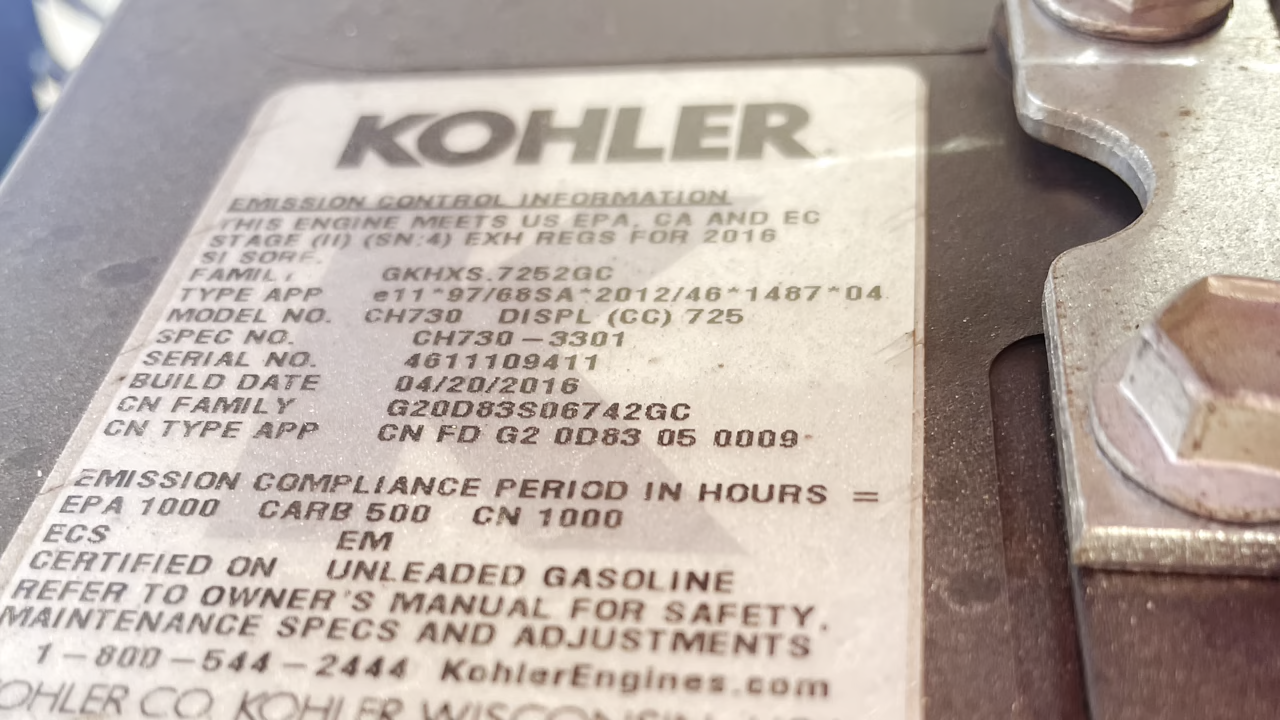 KOHLER
EMISSION CONTROL INFORMATION
THIS ENGINE MEETS US EPA, CA AND EC
STAGE (II) (SN:4) EXH REGS FOR 2016
SI SORE.
FAMILY GKHXS.7252GC
TYPE APP e11*97/68SA*2012/46*1487*04
MODEL NO. CH730 DISPL (CC) 725
SPEC NO. CH730-3301
SERIAL NO. 4611109411
BUILD DATE 04/20/2016
CN FAMILY G20D83S06742GC
CN TYPE APP CN FD G2 0D83 05 0009
EMISSION COMPLIANCE PERIOD IN HOURS =
EPA 1000 CARB 500 CN 1000
ECS EM
CERTIFIED ON UNLEADED GASOLINE
REFER TO OWNER'S MANUAL FOR SAFETY,
MAINTENANCE SPECS AND ADJUSTMENTS
1-800-544-2444 KohlerEngines.com
KOHLER CO. KOHLER WISCONSIN,